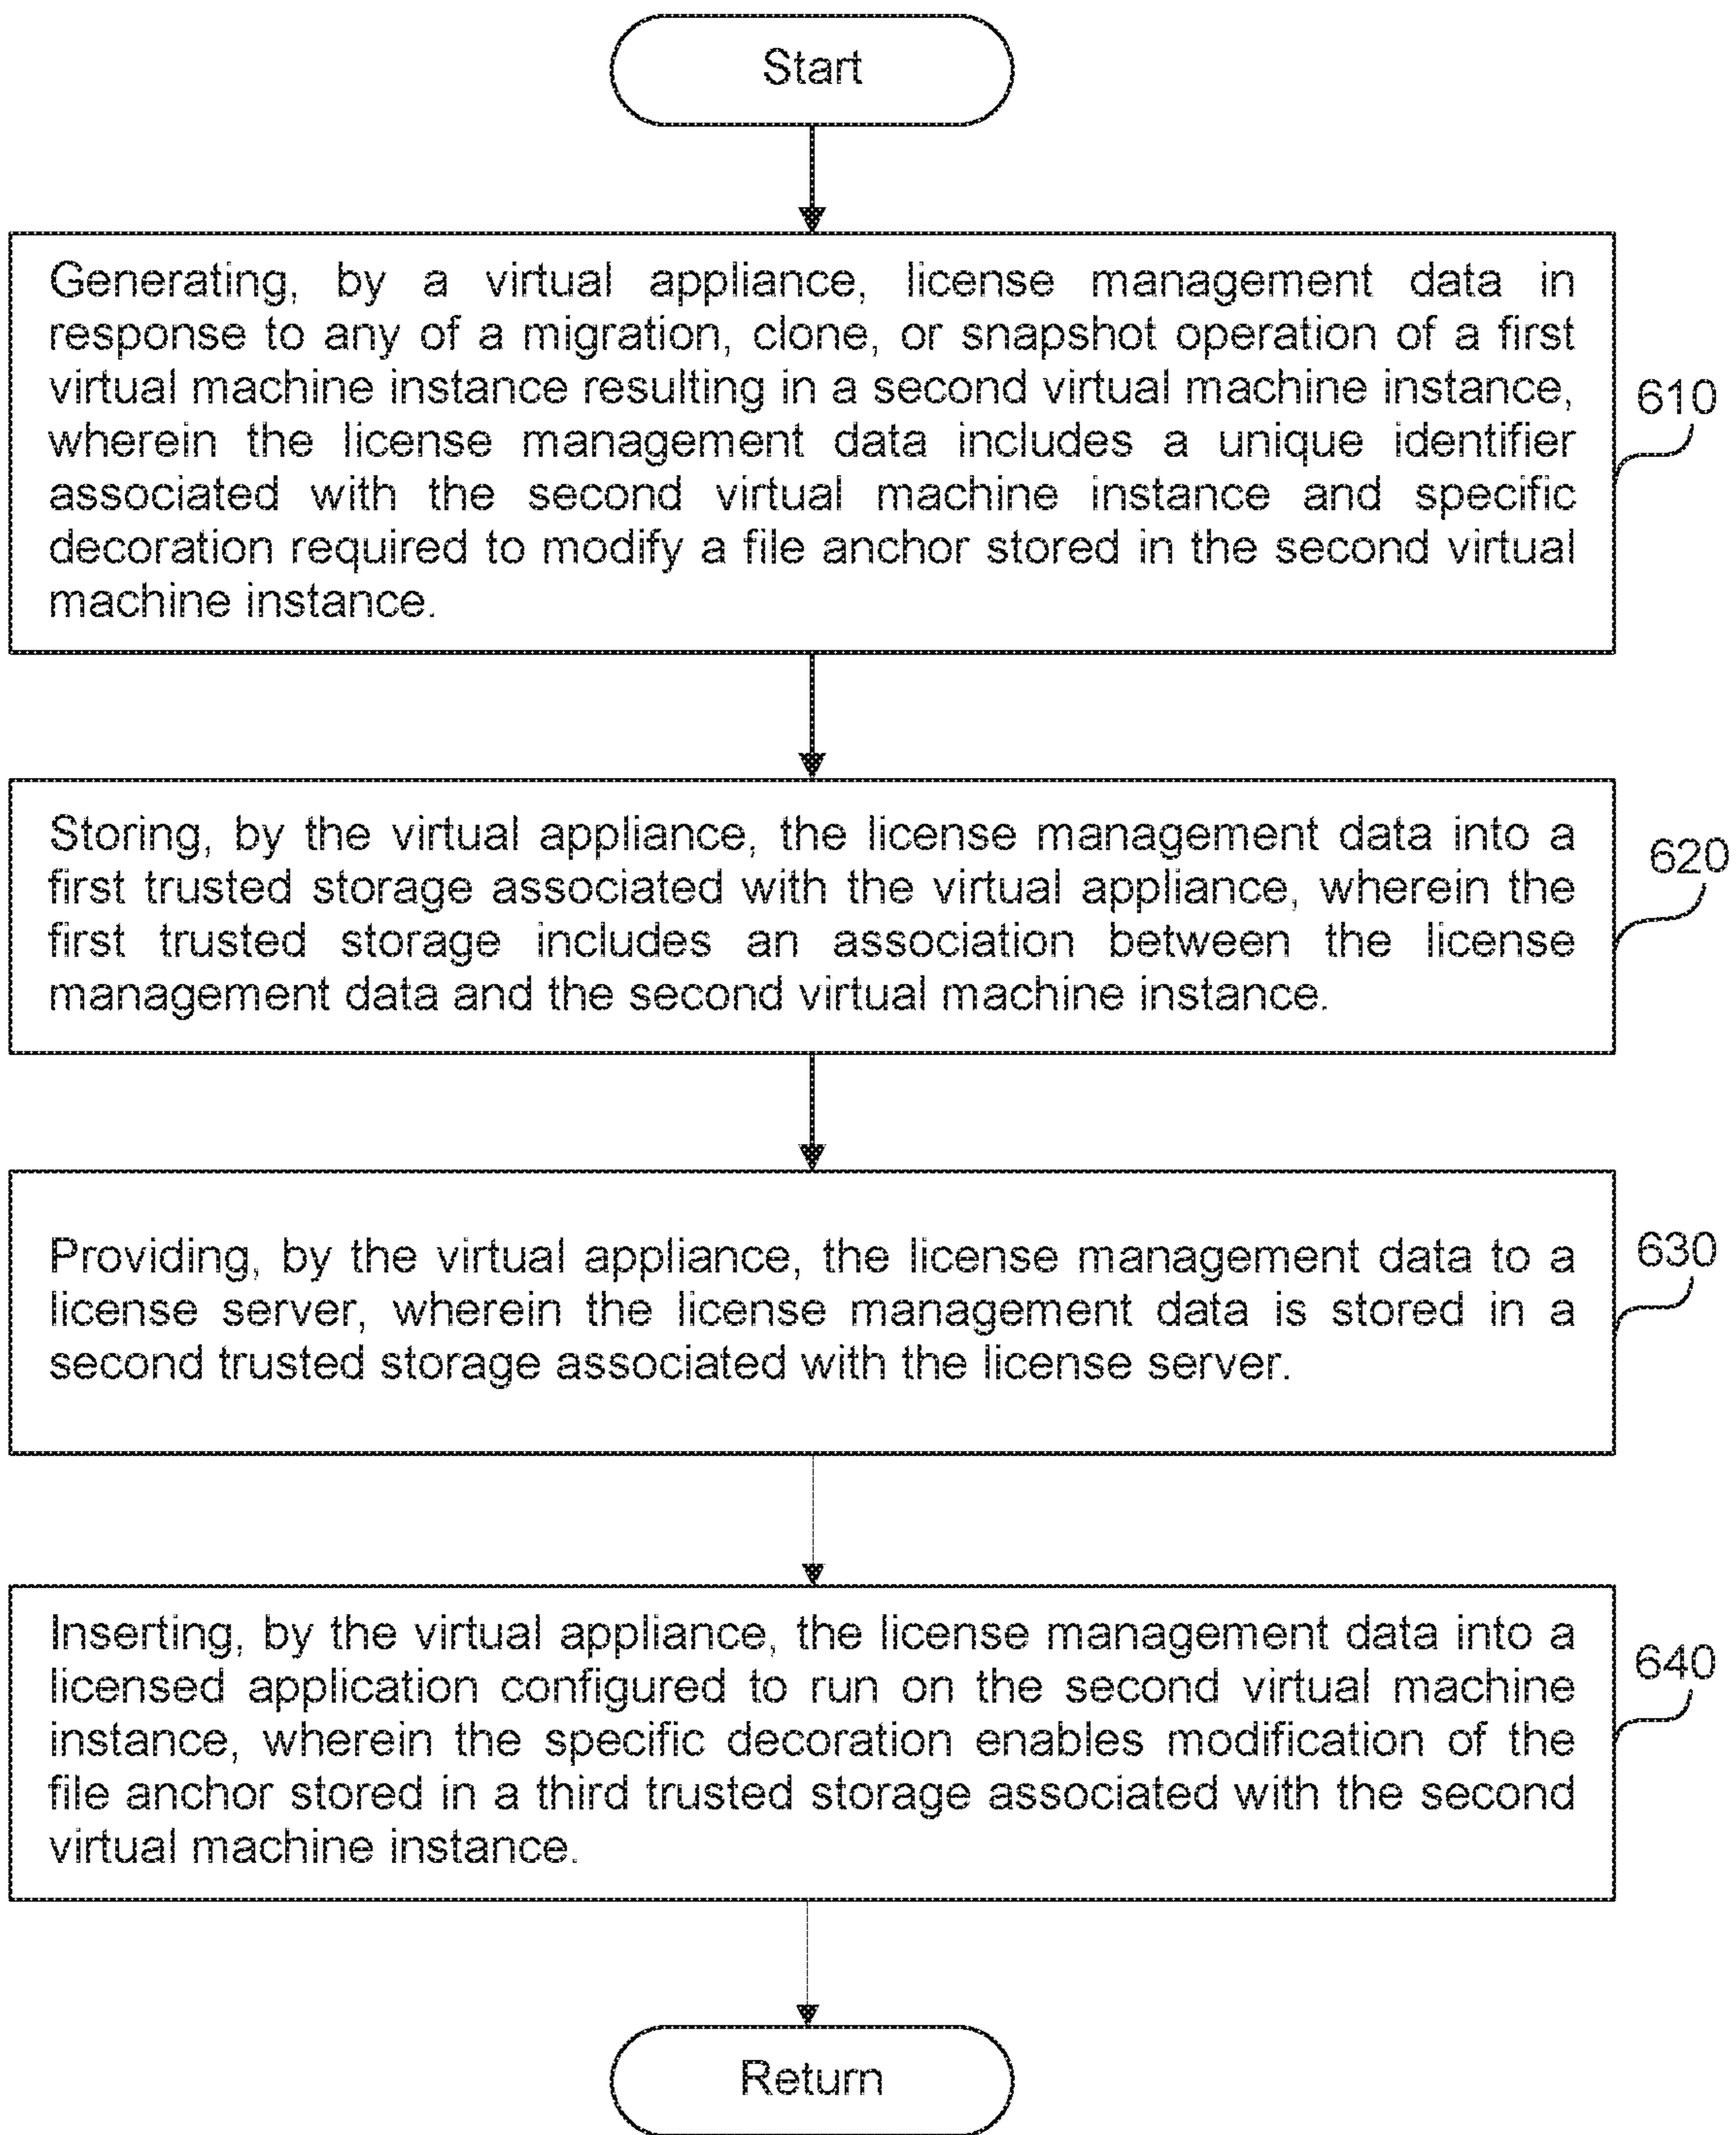 Start
Generating, by a virtual appliance, license management data in
response to any of a migration, clone, or snapshot operation of a first
virtual machine instance resulting in a second virtual machine instance,
wherein the license management data includes a unique identifier
associated with the second virtual machine instance and specific
decoration required to modify a file anchor stored in the second virtual
machine instance.
610
Storing, by the virtual appliance, the license management data into a
first trusted storage associated with the virtual appliance, wherein the
first trusted storage includes an association between the license
management data and the second virtual machine instance.
620
Providing, by the virtual appliance, the license management data to a
license server, wherein the license management data is stored in a
second trusted storage associated with the license server.
630
Inserting, by the virtual appliance, the license management data into a
licensed application configured to run on the second virtual machine
instance, wherein the specific decoration enables modification of the
file anchor stored in a third trusted storage associated with the second
virtual machine instance.
640
Return